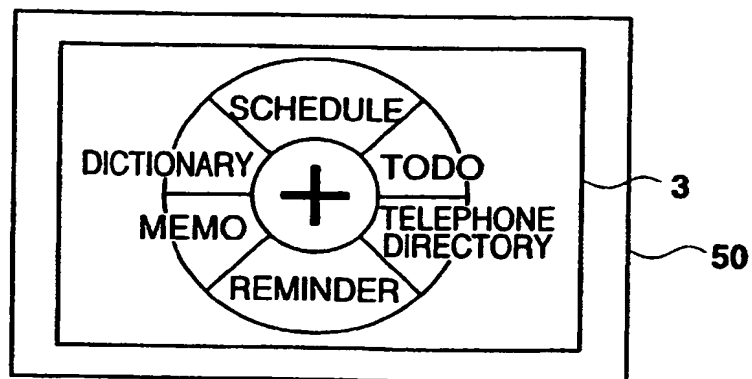 SCHEDULE
DICTIONARY
TODO
MEMO
TELEPHONE
DIRECTORY
REMINDER
3
50